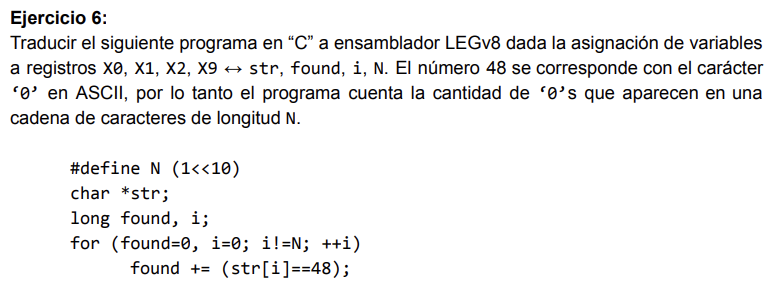 Ejercicio 6:
Traducir el siguiente programa en “C” a ensamblador LEGv8 dada la asignación de variables
a registros X0, X1, X2, X9 ↔ str, found, i, N. El número 48 se corresponde con el carácter
‘0’ en ASCII, por lo tanto el programa cuenta la cantidad de ‘0’s que aparecen en una
cadena de caracteres de longitud N.
#define N (1<<10)
char *str;
long found, i;
for (found=0, i=0; i!=N; ++i)
found += (str[i]==48);